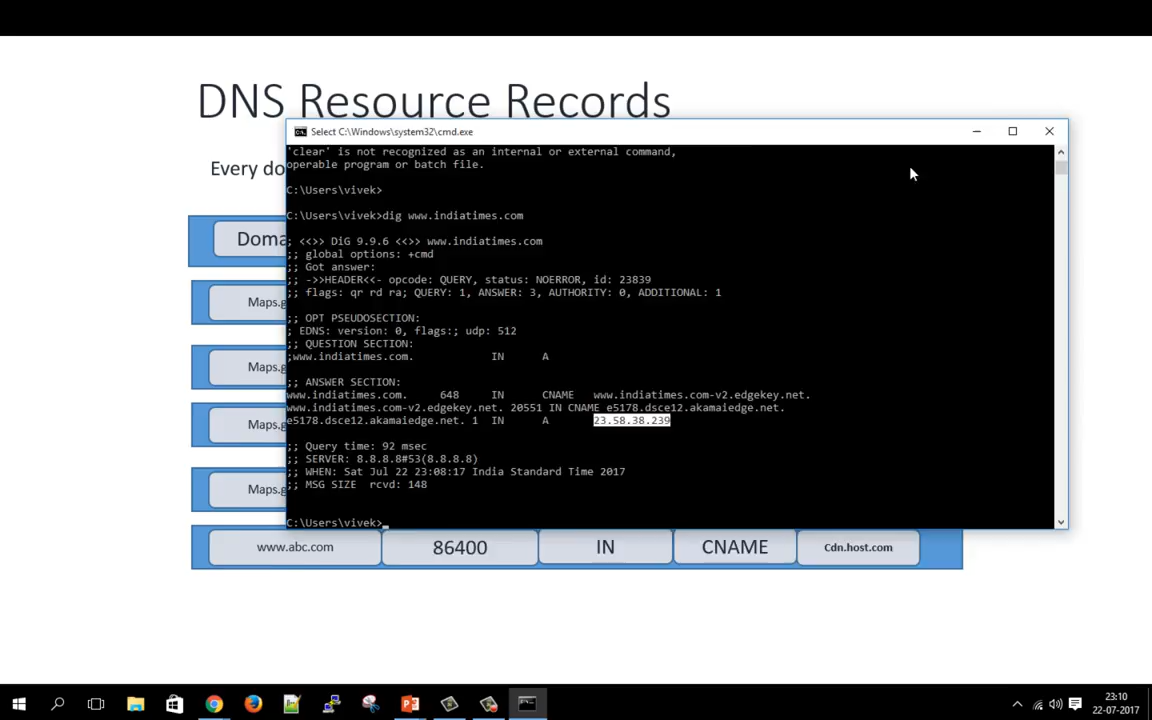 DNS Resource Records
Select C:\Windows\system32\cmd.exe
'clear' is not recognized as an internal or external command,
operable program or batch file.
Every do
C:\Users\vivek>
C:\Users\vivek>dig www.indiatimes.com
Doma
; <<>> DiG 9.9.6 <<>> www.indiatimes.com
;; global options: +cmd
;; Got answer:
;; ->>HEADER<<- opcode: QUERY, status: NOERROR, id: 23839
;; flags: qr rd ra; QUERY: 1, ANSWER: 3, AUTHORITY: 0, ADDITIONAL: 1
Maps.g
;; OPT PSEUDOSECTION:
; EDNS: version: 0, flags:; udp: 512
;; QUESTION SECTION:
;www.indiatimes.com. IN A
Maps.g
;; ANSWER SECTION:
www.indiatimes.com. 648 IN CNAME www.indiatimes.com-v2.edgekey.net.
www.indiatimes.com-v2.edgekey.net. 20551 IN CNAME e5178.dsce12.akamaiedge.net.
e5178.dsce12.akamaiedge.net. 1 IN A 23.58.38.239
Maps.g
;; Query time: 92 msec
;; SERVER: 8.8.8.8#53(8.8.8.8)
;; WHEN: Sat Jul 22 23:08:17 India Standard Time 2017
;; MSG SIZE rcvd: 148
Maps.g
C:\Users\vivek>
www.abc.com 86400 IN CNAME Cdn.host.com
23:10
22-07-2017